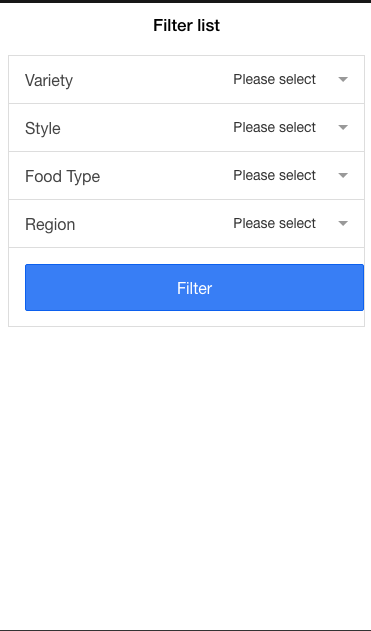 Filter list
Variety Please select
Style Please select
Food Type Please select
Region Please select
Filter